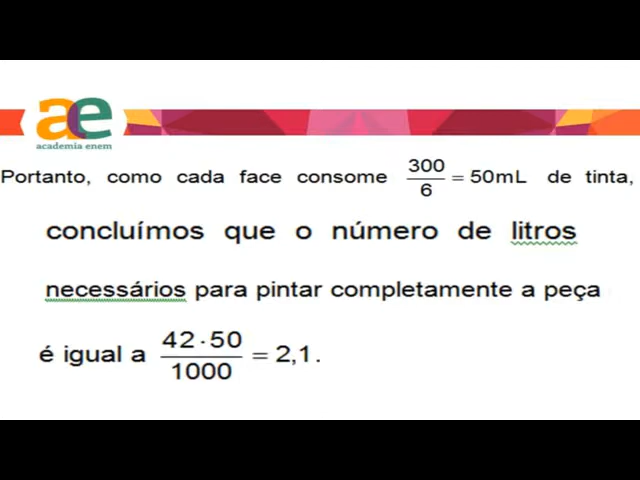 ae
academia enem
Portanto, como cada face consome 300/6 = 50mL de tinta,
concluímos que o número de litros
necessários para pintar completamente a peça
é igual a 42·50/1000 = 2,1.